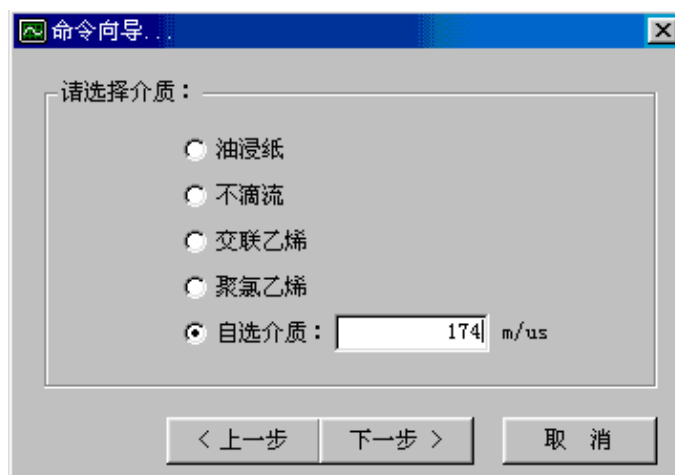 命令向导...
请选择介质：
油浸纸
不滴流
交联乙烯
聚氯乙烯
自选介质： 174 m/us
< 上一步 下一步 > 取 消